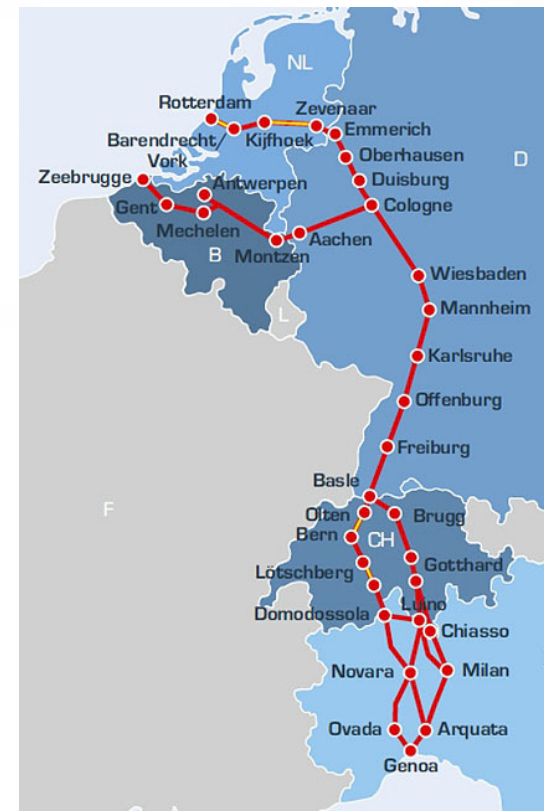 NL
Rotterdam
Zevenaar
Emmerich
Barendrecht
Vork
Kijfhoek
Oberhausen
D
Zeebrugge
Antwerpen
Duisburg
Gent
Cologne
Mechelen
Aachen
B
Montzen
Wiesbaden
L
Mannheim
Karlsruhe
Offenburg
Freiburg
Basle
F
Olten
Brugg
Bern
CH
Gotthard
Lötschberg
Domodossola
Luino
Chiasso
Novara
Milan
Ovada
Arquata
Genoa